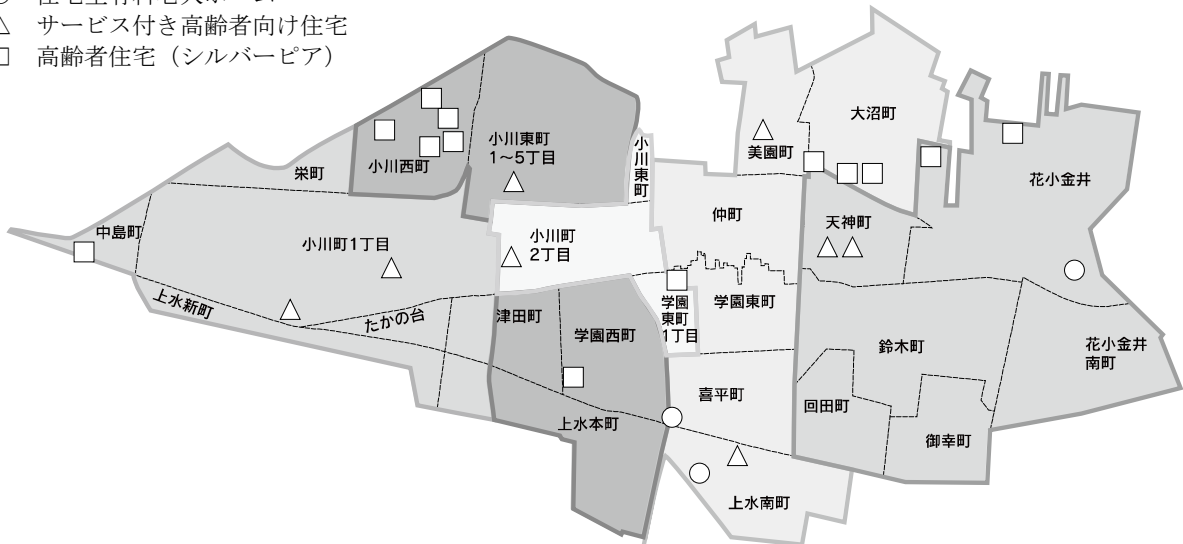 サービス付き高齢者向け住宅
高齢者住宅（シルバーピア）
大沼町
小川東町
1〜5丁目
小川東町
美園町
栄町
小川西町
花小金井
中島町
小川町1丁目
小川町
2丁目
仲町
天神町
上水新町
たかの台
津田町
学園西町
学園
東町
1丁目
学園東町
鈴木町
花小金井
南町
喜平町
回田町
上水本町
御幸町
上水南町